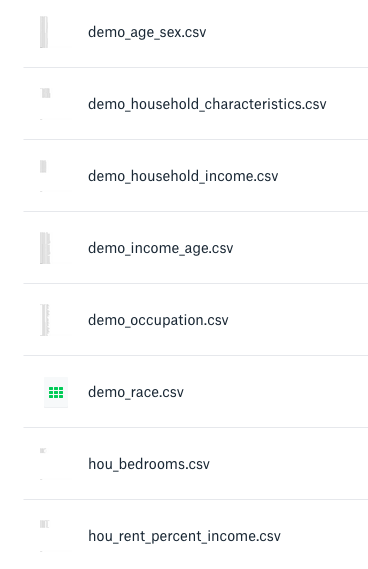 demo_age_sex.csv
demo_household_characteristics.csv
demo_household_income.csv
demo_income_age.csv
demo_occupation.csv
demo_race.csv
hou_bedrooms.csv
hou_rent_percent_income.csv